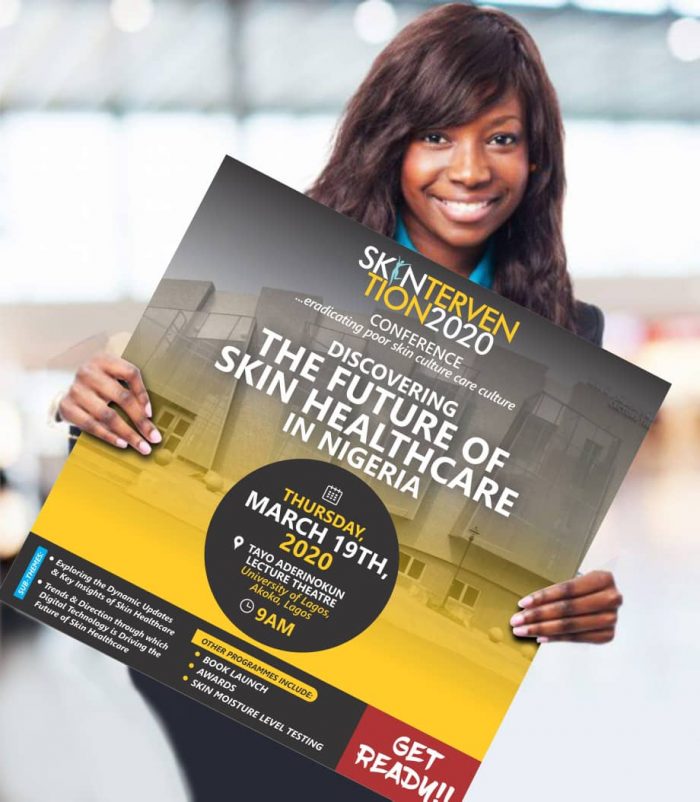 SKINTERVEN
TION2020
CONFERENCE
...eradicating poor skin culture care culture
DISCOVERING
THE FUTURE OF
SKIN HEALTHCARE
IN NIGERIA
THURSDAY,
MARCH 19TH,
2020
TAYO ADERINOKUN
LECTURE THEATRE
University of Lagos,
Akoka, Lagos
9AM
SUB THEMES:
• Exploring the Dynamic Updates
& Key Insights of Skin Healthcare
• Trends & Direction through which
Digital Technology is Driving the
Future of Skin Healthcare
OTHER PROGRAMMES INCLUDE:
• BOOK LAUNCH
• AWARDS
• SKIN MOISTURE LEVEL TESTING
GET
READY!!